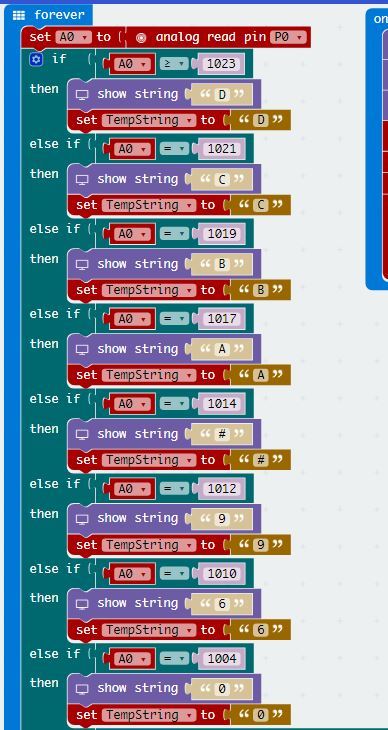 forever
on
set A0 to analog read pin P0
if A0 ≥ 1023
then show string “ D ”
set TempString to “ D ”
else if A0 = 1021
then show string “ C ”
set TempString to “ C ”
else if A0 = 1019
then show string “ B ”
set TempString to “ B ”
else if A0 = 1017
then show string “ A ”
set TempString to “ A ”
else if A0 = 1014
then show string “ # ”
set TempString to “ # ”
else if A0 = 1012
then show string “ 9 ”
set TempString to “ 9 ”
else if A0 = 1010
then show string “ 6 ”
set TempString to “ 6 ”
else if A0 = 1004
then show string “ 0 ”
set TempString to “ 0 ”